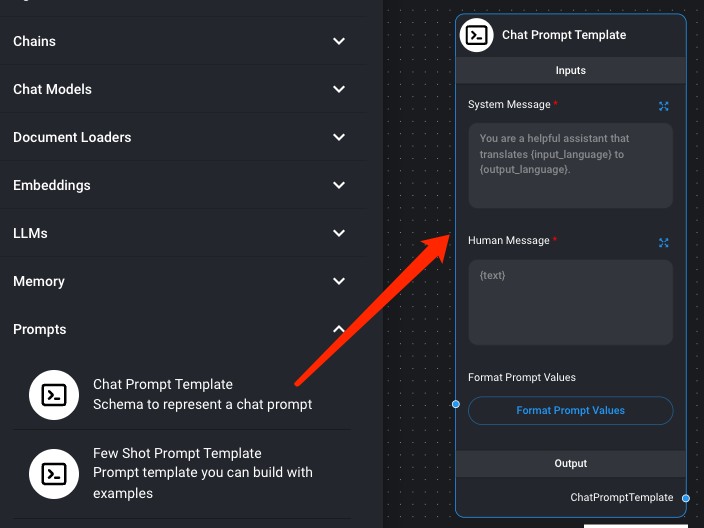 Chains
Chat Models
Document Loaders
Embeddings
LLMs
Memory
Prompts
Chat Prompt Template
Schema to represent a chat prompt
Few Shot Prompt Template
Prompt template you can build with
examples
Chat Prompt Template
Inputs
System Message *
You are a helpful assistant that
translates {input_language} to
{output_language}.
Human Message *
{text}
Format Prompt Values
Format Prompt Values
Output
ChatPromptTemplate